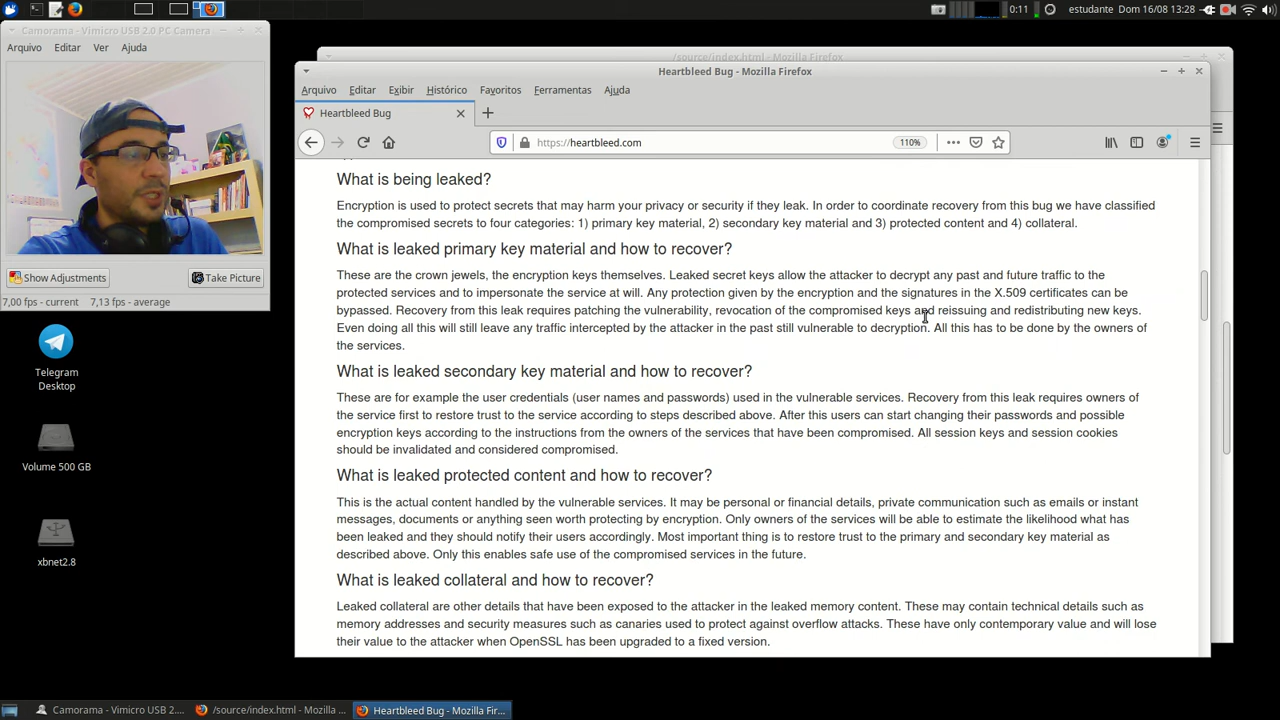 0:11 estudante Dom 16/08 13:28
Camorama - Vimicro USB 2.0 PC Camera
Arquivo Editar Ver Ajuda
Show Adjustments Take Picture
7,00 fps - current 7,13 fps - average
Telegram
Desktop
Volume 500 GB
xbnet2.8
/source/index.html - Mozilla Firefox
Heartbleed Bug - Mozilla Firefox
Arquivo Editar Exibir Histórico Favoritos Ferramentas Ajuda
Heartbleed Bug
https://heartbleed.com 110%
What is being leaked?
Encryption is used to protect secrets that may harm your privacy or security if they leak. In order to coordinate recovery from this bug we have classified
the compromised secrets to four categories: 1) primary key material, 2) secondary key material and 3) protected content and 4) collateral.
What is leaked primary key material and how to recover?
These are the crown jewels, the encryption keys themselves. Leaked secret keys allow the attacker to decrypt any past and future traffic to the
protected services and to impersonate the service at will. Any protection given by the encryption and the signatures in the X.509 certificates can be
bypassed. Recovery from this leak requires patching the vulnerability, revocation of the compromised keys and reissuing and redistributing new keys.
Even doing all this will still leave any traffic intercepted by the attacker in the past still vulnerable to decryption. All this has to be done by the owners of
the services.
What is leaked secondary key material and how to recover?
These are for example the user credentials (user names and passwords) used in the vulnerable services. Recovery from this leak requires owners of
the service first to restore trust to the service according to steps described above. After this users can start changing their passwords and possible
encryption keys according to the instructions from the owners of the services that have been compromised. All session keys and session cookies
should be invalidated and considered compromised.
What is leaked protected content and how to recover?
This is the actual content handled by the vulnerable services. It may be personal or financial details, private communication such as emails or instant
messages, documents or anything seen worth protecting by encryption. Only owners of the services will be able to estimate the likelihood what has
been leaked and they should notify their users accordingly. Most important thing is to restore trust to the primary and secondary key material as
described above. Only this enables safe use of the compromised services in the future.
What is leaked collateral and how to recover?
Leaked collateral are other details that have been exposed to the attacker in the leaked memory content. These may contain technical details such as
memory addresses and security measures such as canaries used to protect against overflow attacks. These have only contemporary value and will lose
their value to the attacker when OpenSSL has been upgraded to a fixed version.
Camorama - Vimicro USB 2.... /source/index.html - Mozilla ... Heartbleed Bug - Mozilla Fir...